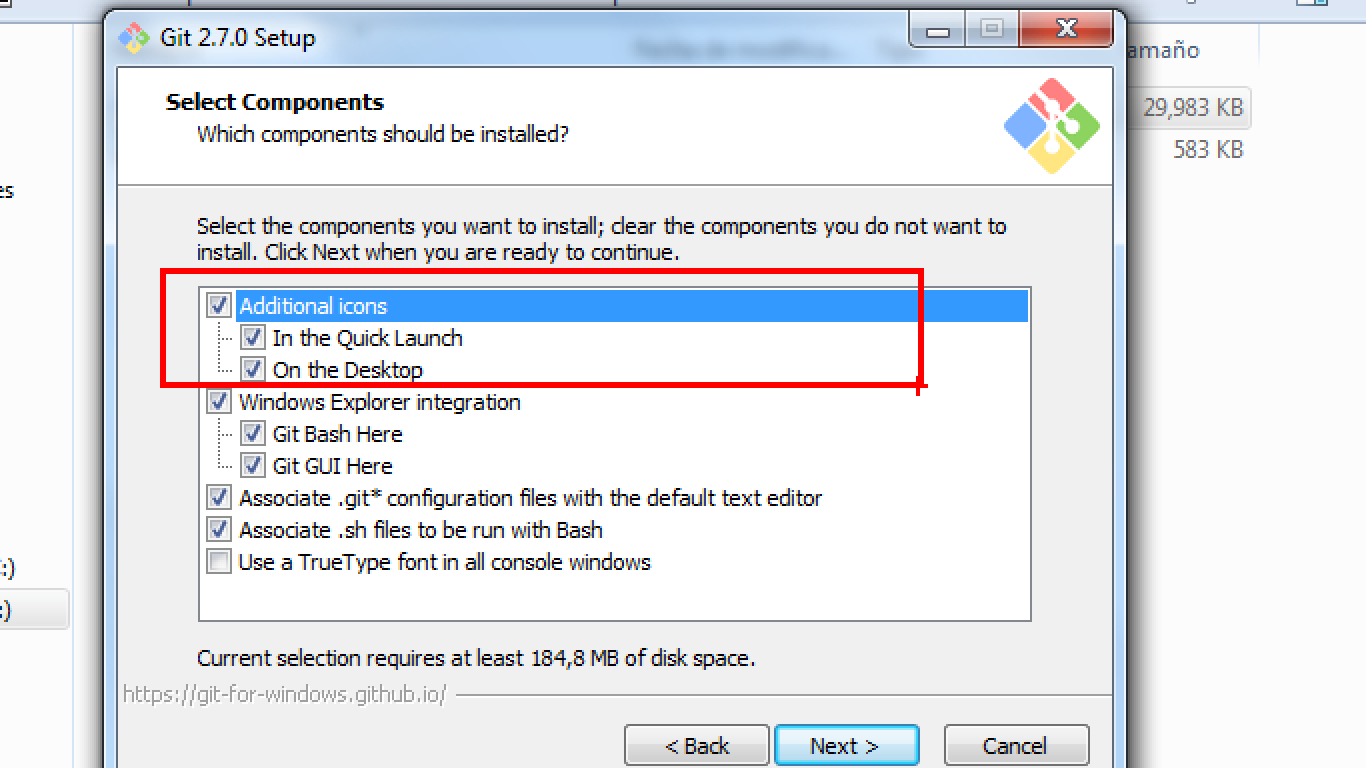 Git 2.7.0 Setup
amaño
Select Components
Which components should be installed?
29,983 KB
583 KB
es
Select the components you want to install; clear the components you do not want to
install. Click Next when you are ready to continue.
Additional icons
In the Quick Launch
On the Desktop
Windows Explorer integration
Git Bash Here
Git GUI Here
Associate .git* configuration files with the default text editor
Associate .sh files to be run with Bash
Use a TrueType font in all console windows
:)
:)
Current selection requires at least 184,8 MB of disk space.
https://git-for-windows.github.io/
< Back
Next >
Cancel